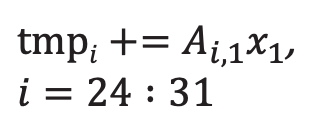 tmpᵢ += Aᵢ,₁x₁,
i = 24 : 31